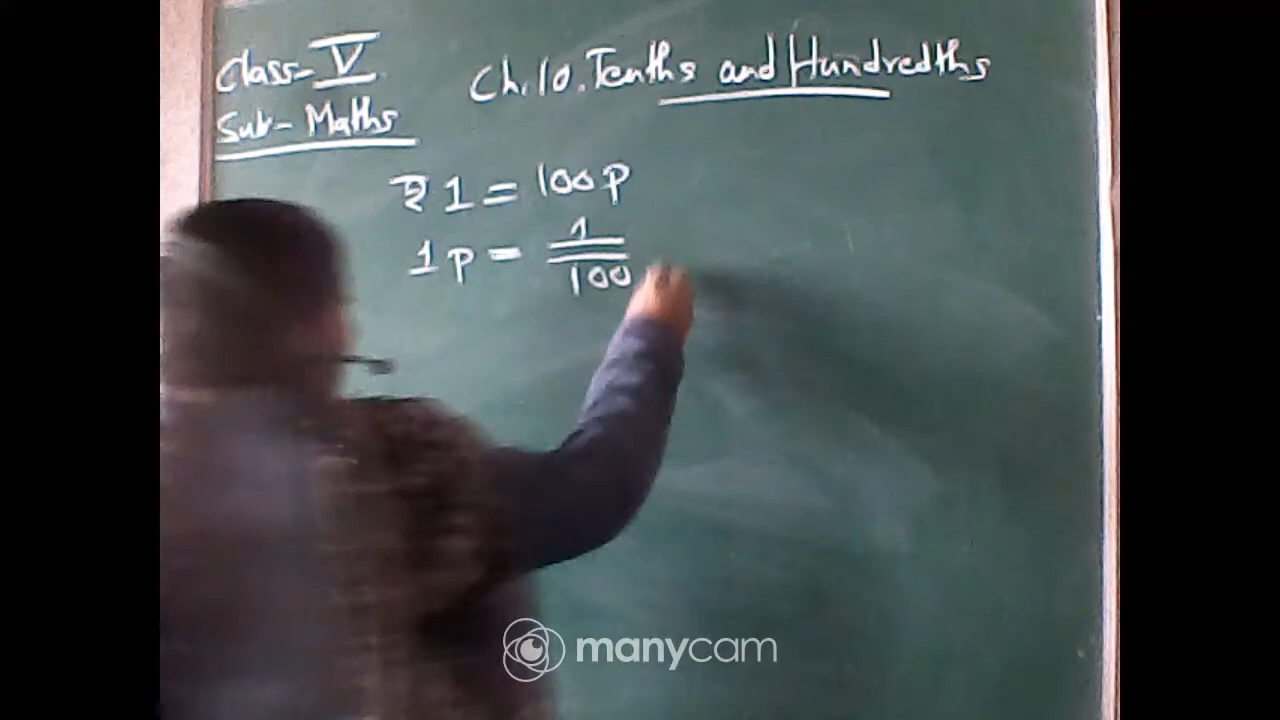 Class- V
Sub- Maths
Ch.10. Tenths and Hundredths
₹ 1 = 100 p
1 p = 1/100
manycam